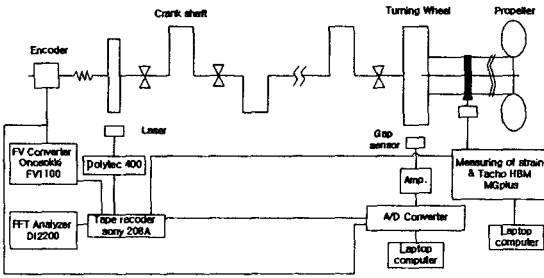 Crank shaft
Turning Wheel
Propeller
Encoder
Laser
Gap
sensor
FV Converter
Onosokki
FV1100
Dolytec 400
Amp.
Measuring of strain
& Tacho HBM
MGplus
FFT Analyzer
DI2200
Tape recoder
sony 208A
A/D Converter
Laptop
computer
Laptop
computer